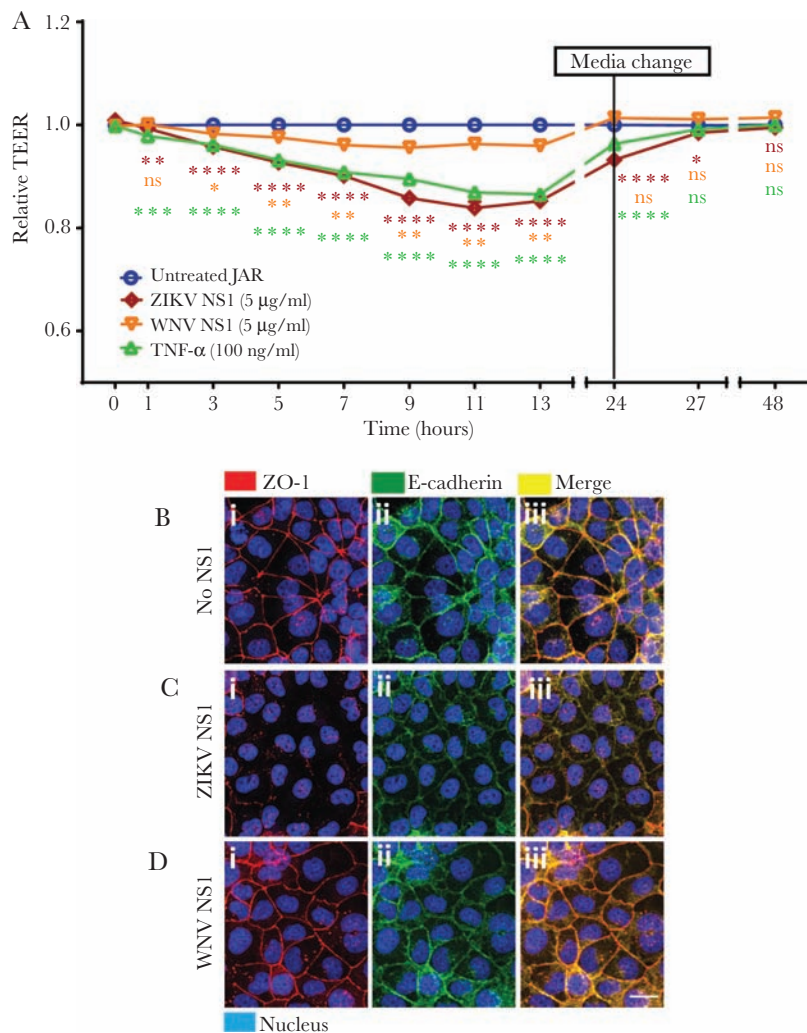 A
1.2
1.0
0.8
0.6
Relative TEER
Media change
** **** **** **** **** **** **** **** * ns
ns * ** ** ** ** ** ns ns ns
*** **** **** **** **** **** **** **** ns ns
Untreated JAR
ZIKV NS1 (5 µg/ml)
WNV NS1 (5 µg/ml)
TNF-α (100 ng/ml)
0 1 3 5 7 9 11 13 24 27 48
Time (hours)
ZO-1 E-cadherin Merge
B
No NS1
i ii iii
C
ZIKV NS1
i ii iii
D
WNV NS1
i ii iii
Nucleus